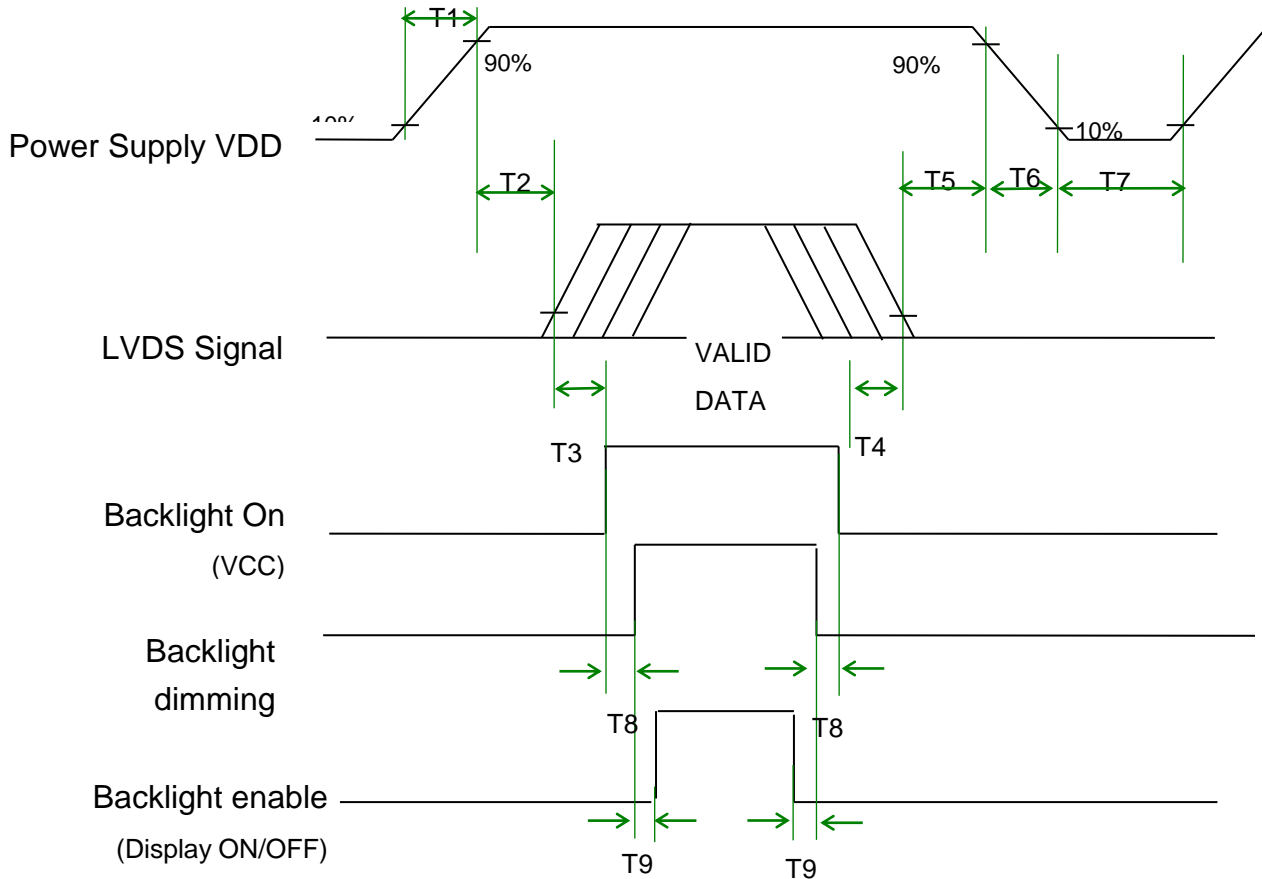 T1
90%
90%
10%
Power Supply VDD
10%
T2
T5
T6
T7
LVDS Signal
VALID
DATA
T3
T4
Backlight On
(VCC)
Backlight
dimming
T8
T8
Backlight enable
(Display ON/OFF)
T9
T9